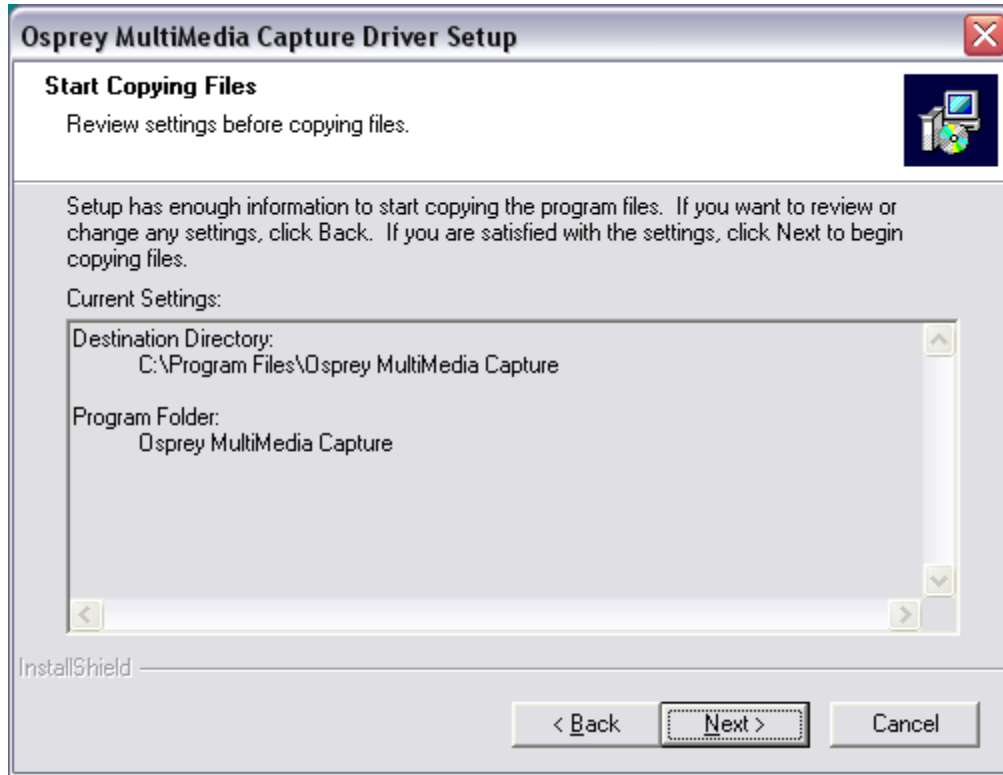 Osprey MultiMedia Capture Driver Setup
Start Copying Files
Review settings before copying files.
Setup has enough information to start copying the program files.  If you want to review or
change any settings, click Back.  If you are satisfied with the settings, click Next to begin
copying files.
Current Settings:
Destination Directory:
C:\Program Files\Osprey MultiMedia Capture
Program Folder:
Osprey MultiMedia Capture
InstallShield
< Back
Next >
Cancel